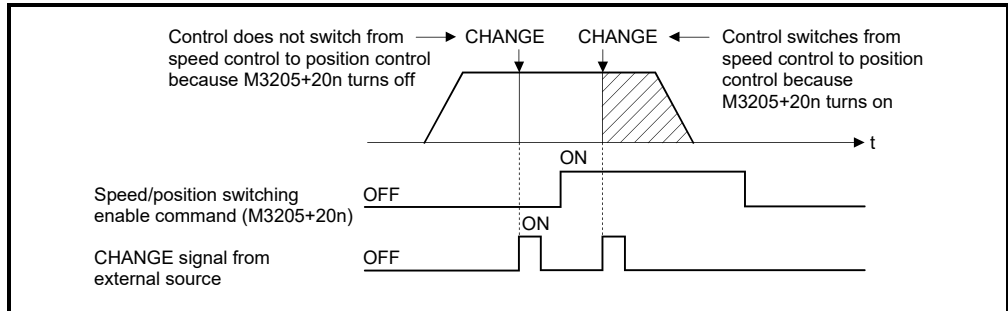 Control does not switch from
speed control to position control
because M3205+20n turns off
CHANGE
CHANGE
Control switches from
speed control to position
control because
M3205+20n turns on
t
ON
Speed/position switching
enable command (M3205+20n)
OFF
ON
CHANGE signal from
external source
OFF